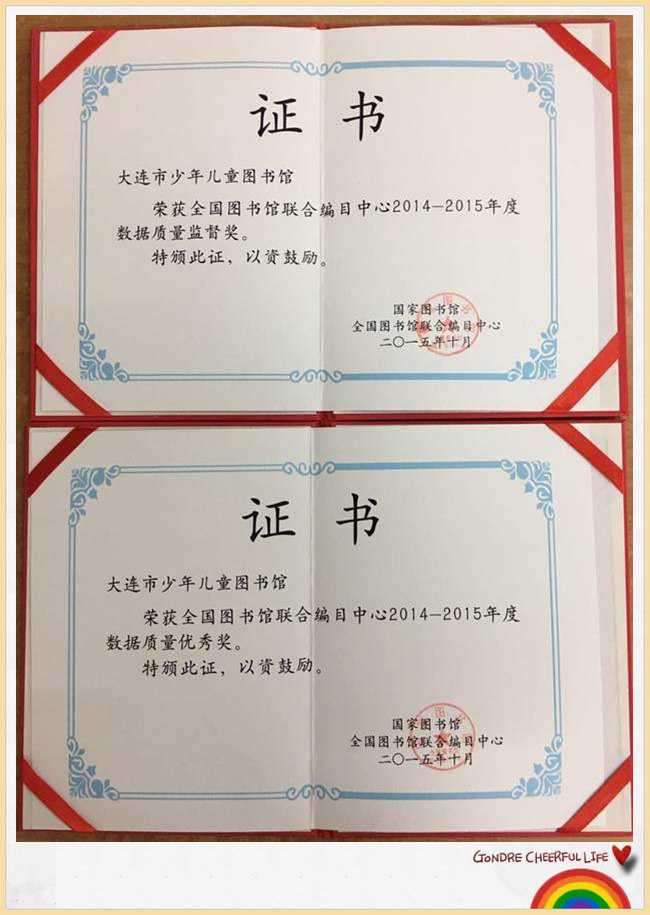 证书
大连市少年儿童图书馆
荣获全国图书馆联合编目中心2014—2015年度
数据质量监督奖。
特颁此证，以资鼓励。
国家图书馆
全国图书馆联合编目中心
二〇一五年十月
证书
大连市少年儿童图书馆
荣获全国图书馆联合编目中心2014—2015年度
数据质量优秀奖。
特颁此证，以资鼓励。
国家图书馆
全国图书馆联合编目中心
二〇一五年十月
GONDRE CHEERFUL LIFE